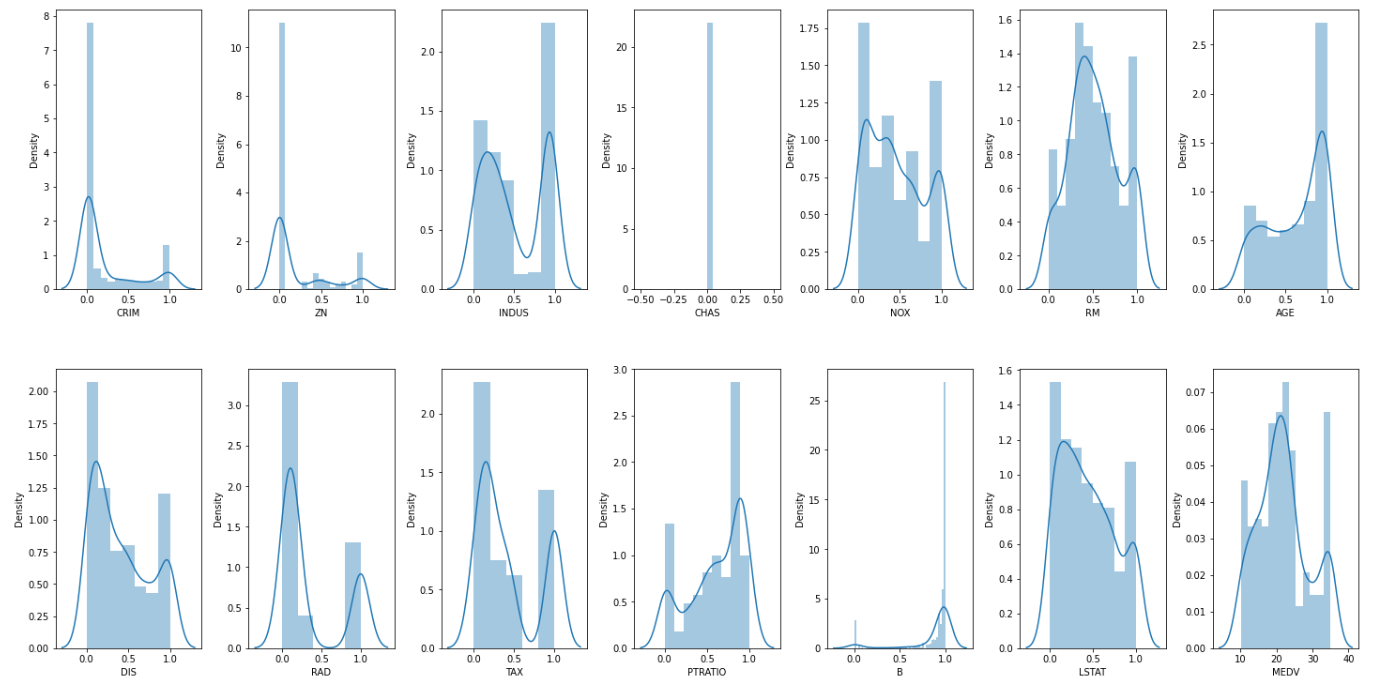 Density
8
7
6
5
4
3
2
1
0
0.0 0.5 1.0
CRIM
Density
10
8
6
4
2
0
0.0 0.5 1.0
ZN
Density
2.0
1.5
1.0
0.5
0.0
0.0 0.5 1.0
INDUS
Density
20
15
10
5
0
−0.50 −0.25 0.00 0.25 0.50
CHAS
Density
1.75
1.50
1.25
1.00
0.75
0.50
0.25
0.00
0.0 0.5 1.0
NOX
Density
1.6
1.4
1.2
1.0
0.8
0.6
0.4
0.2
0.0
0.0 0.5 1.0
RM
Density
2.5
2.0
1.5
1.0
0.5
0.0
0.0 0.5 1.0
AGE
Density
2.00
1.75
1.50
1.25
1.00
0.75
0.50
0.25
0.00
0.0 0.5 1.0
DIS
Density
3.0
2.5
2.0
1.5
1.0
0.5
0.0
0.0 0.5 1.0
RAD
Density
2.0
1.5
1.0
0.5
0.0
0.0 0.5 1.0
TAX
Density
3.0
2.5
2.0
1.5
1.0
0.5
0.0
0.0 0.5 1.0
PTRATIO
Density
25
20
15
10
5
0
0.0 0.5 1.0
B
Density
1.6
1.4
1.2
1.0
0.8
0.6
0.4
0.2
0.0
0.0 0.5 1.0
LSTAT
Density
0.07
0.06
0.05
0.04
0.03
0.02
0.01
0.00
10 20 30 40
MEDV